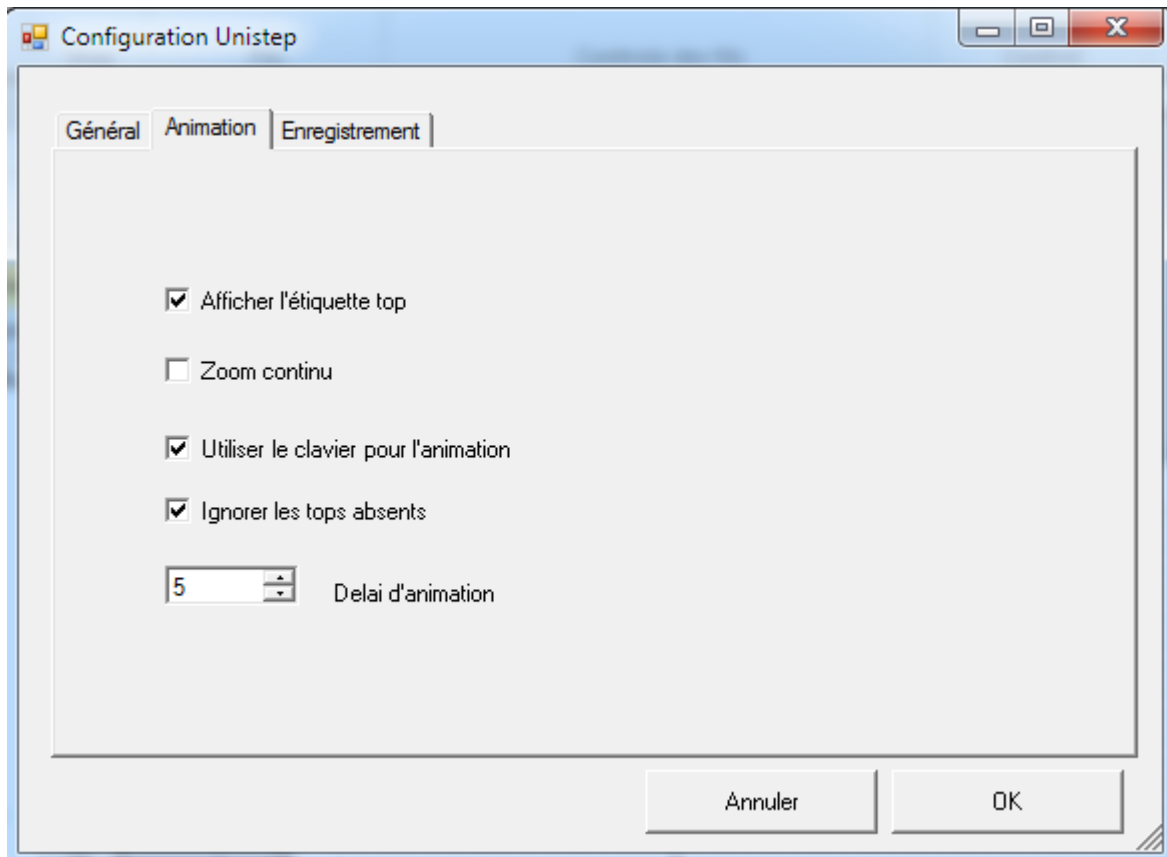 Configuration Unistep
Général Animation Enregistrement
Afficher l'étiquette top
Zoom continu
Utiliser le clavier pour l'animation
Ignorer les tops absents
5 Delai d'animation
Annuler OK